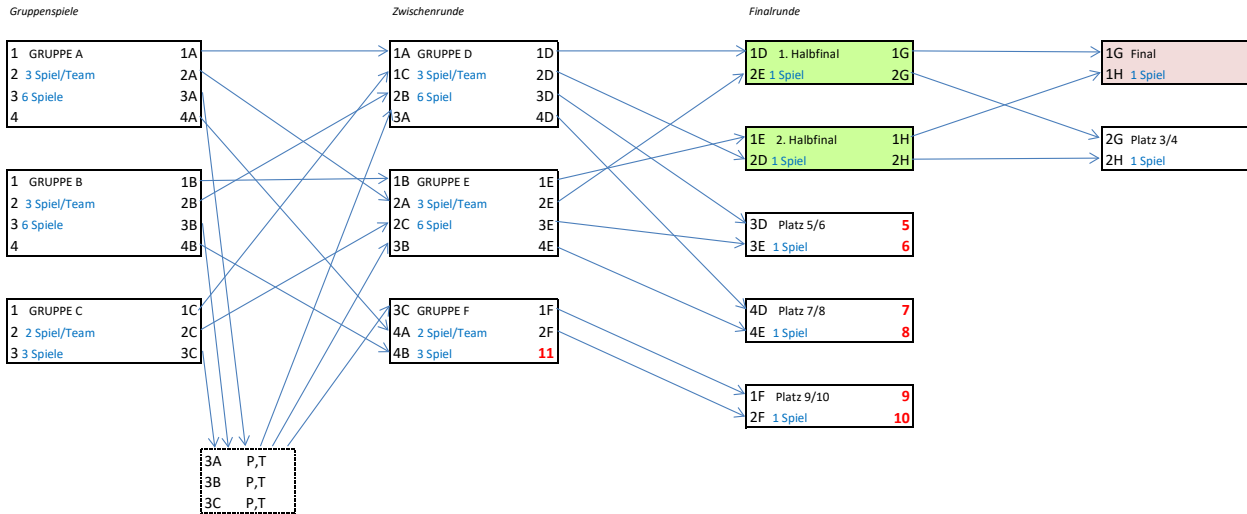 Gruppenspiele
Zwischenrunde
Finalrunde
1 GRUPPE A 1A
2 3 Spiel/Team 2A
3 6 Spiele 3A
4 4A
1 GRUPPE B 1B
2 3 Spiel/Team 2B
3 6 Spiele 3B
4 4B
1 GRUPPE C 1C
2 2 Spiel/Team 2C
3 3 Spiele 3C
3A P,T
3B P,T
3C P,T
1A GRUPPE D 1D
1C 3 Spiel/Team 2D
2B 6 Spiel 3D
3A 4D
1B GRUPPE E 1E
2A 3 Spiel/Team 2E
2C 6 Spiel 3E
3B 4E
3C GRUPPE F 1F
4A 2 Spiel/Team 2F
4B 3 Spiel 11
1D 1. Halbfinal 1G
2E 1 Spiel 2G
1E 2. Halbfinal 1H
2D 1 Spiel 2H
3D Platz 5/6 5
3E 1 Spiel 6
4D Platz 7/8 7
4E 1 Spiel 8
1F Platz 9/10 9
2F 1 Spiel 10
1G Final
1H 1 Spiel
2G Platz 3/4
2H 1 Spiel